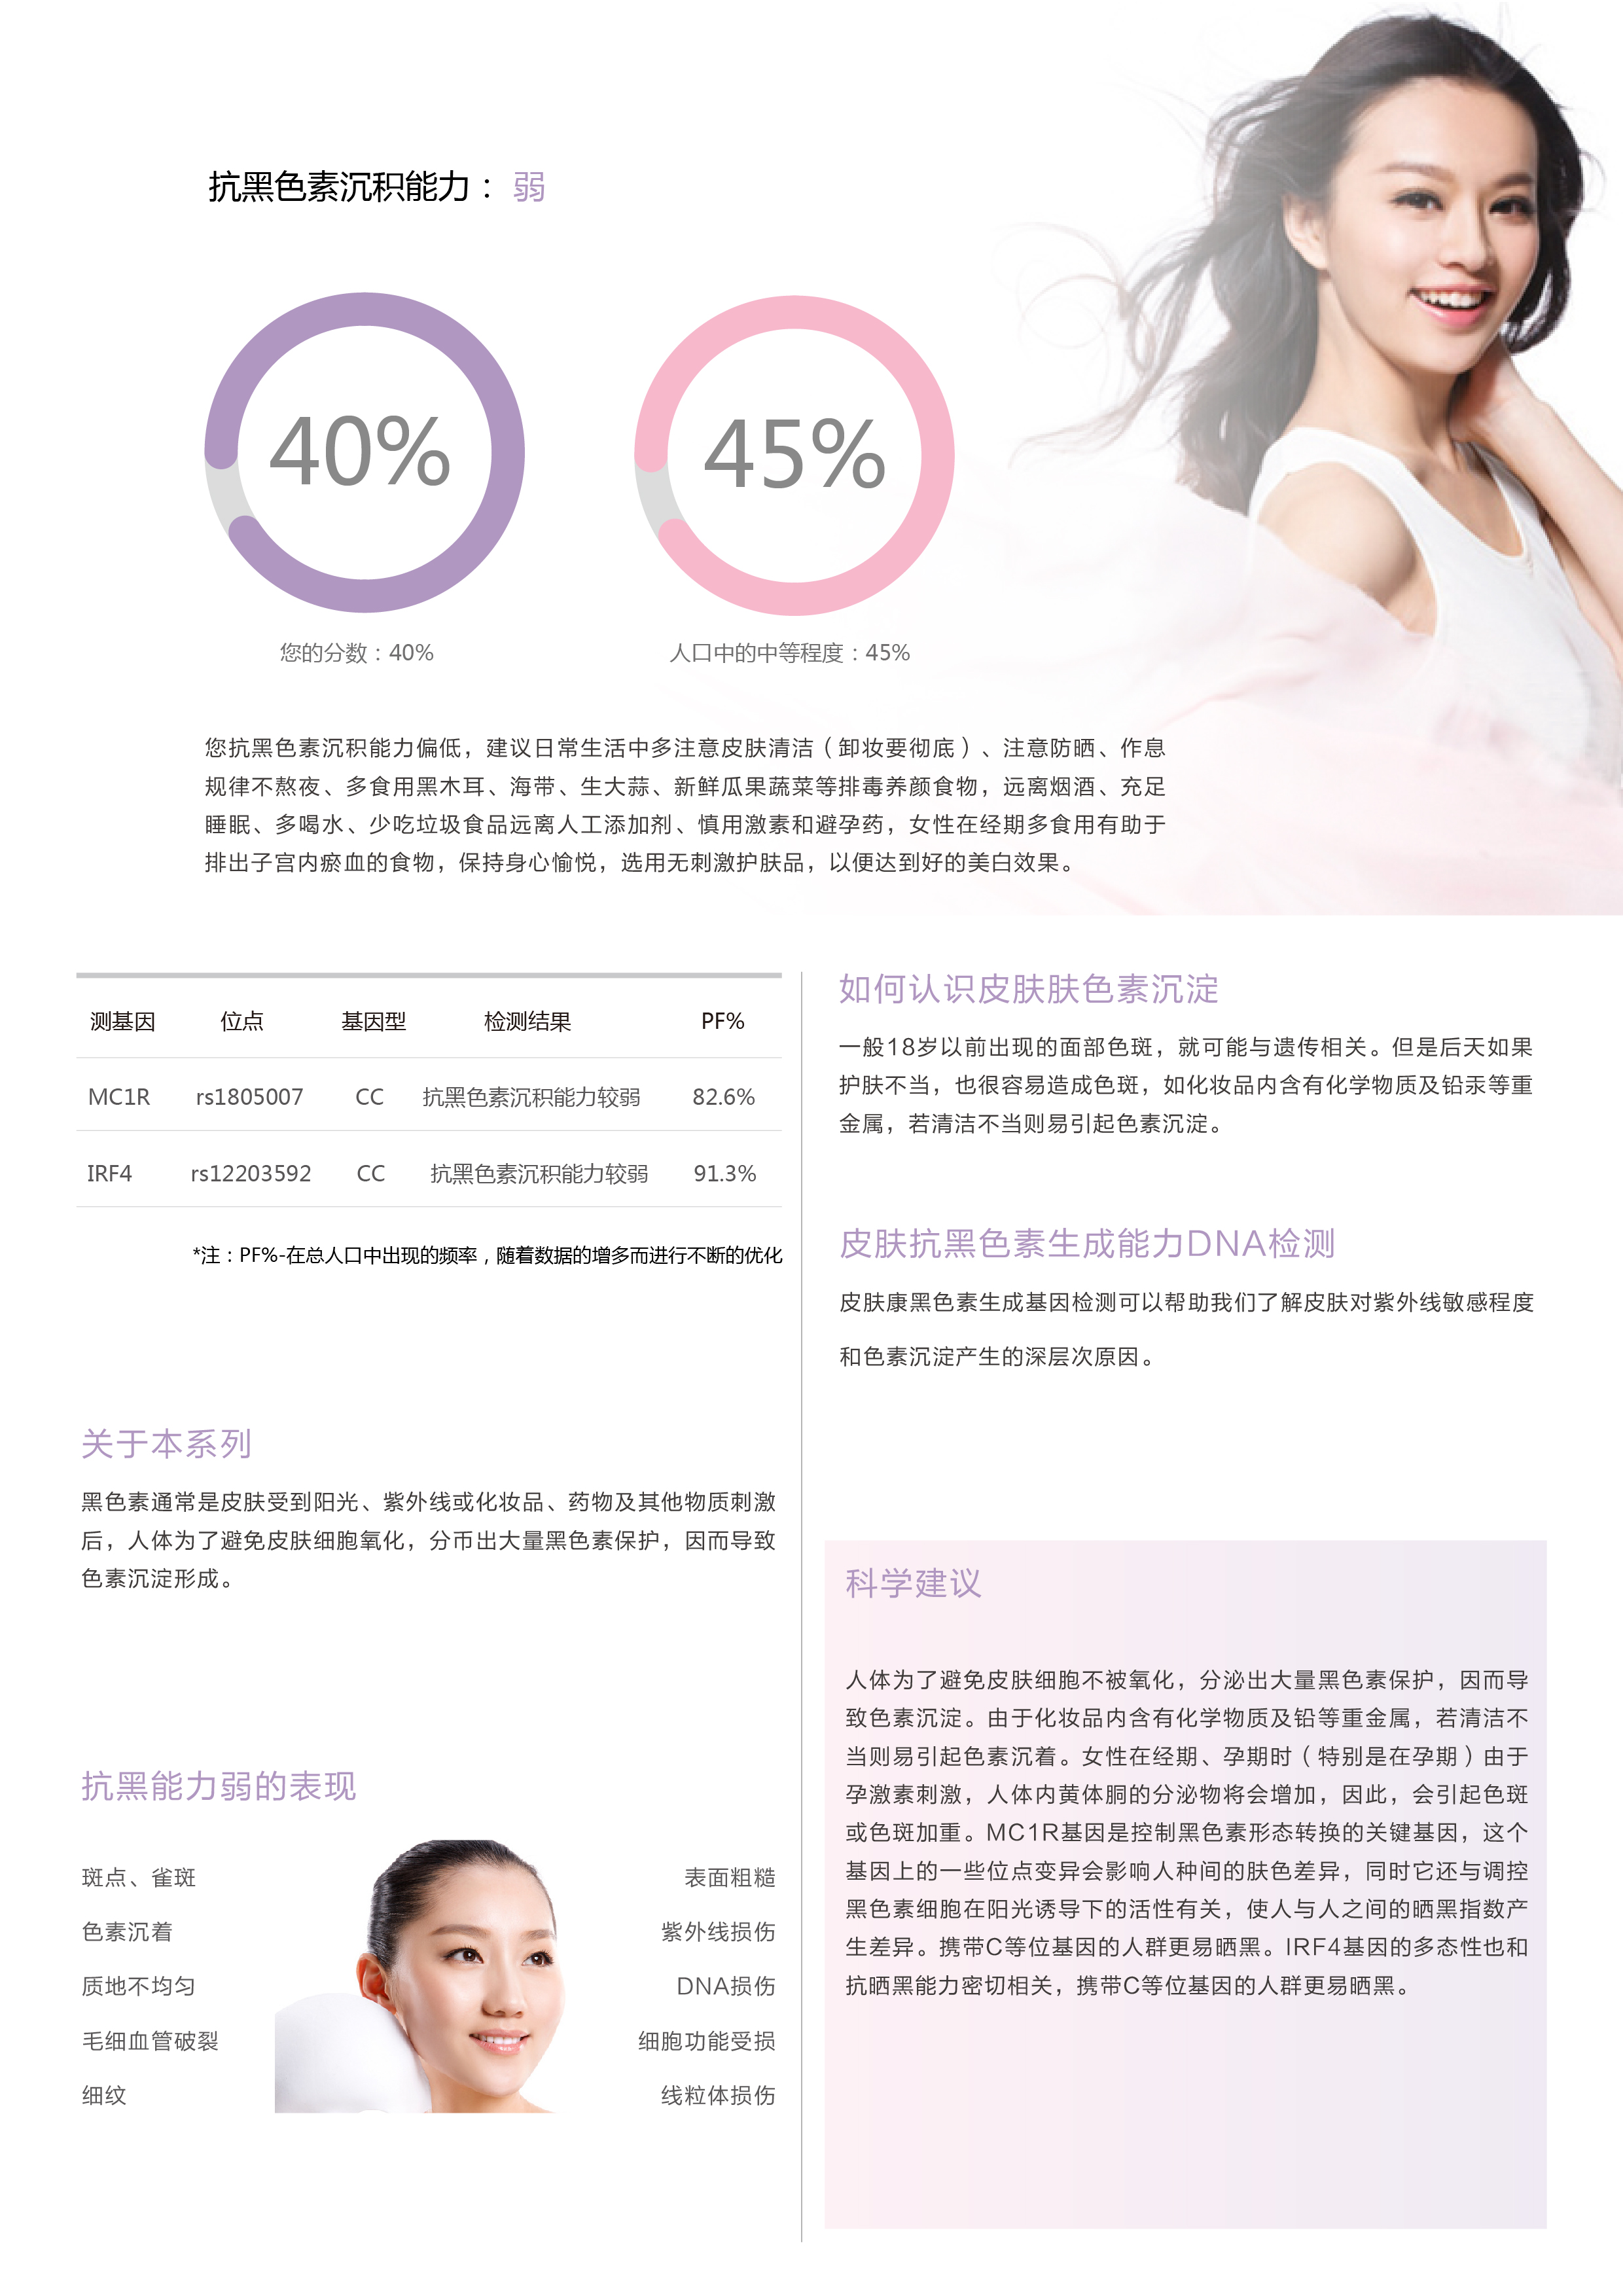 抗黑色素沉积能力：弱
40%
45%
您的分数：40%
人口中的中等程度：45%
您抗黑色素沉积能力偏低，建议日常生活中多注意皮肤清洁（卸妆要彻底）、注意防晒、作息
规律不熬夜、多食用黑木耳、海带、生大蒜、新鲜瓜果蔬菜等排毒养颜食物，远离烟酒、充足
睡眠、多喝水、少吃垃圾食品远离人工添加剂、慎用激素和避孕药，女性在经期多食用有助于
排出子宫内瘀血的食物，保持身心愉悦，选用无刺激护肤品，以便达到好的美白效果。
测基因 位点 基因型 检测结果 PF%
MC1R rs1805007 CC 抗黑色素沉积能力较弱 82.6%
IRF4 rs12203592 CC 抗黑色素沉积能力较弱 91.3%
*注：PF%-在总人口中出现的频率，随着数据的增多而进行不断的优化
关于本系列
黑色素通常是皮肤受到阳光、紫外线或化妆品、药物及其他物质刺激
后，人体为了避免皮肤细胞氧化，分币出大量黑色素保护，因而导致
色素沉淀形成。
抗黑能力弱的表现
斑点、雀斑
色素沉着
质地不均匀
毛细血管破裂
细纹
表面粗糙
紫外线损伤
DNA损伤
细胞功能受损
线粒体损伤
如何认识皮肤肤色素沉淀
一般18岁以前出现的面部色斑，就可能与遗传相关。但是后天如果
护肤不当，也很容易造成色斑，如化妆品内含有化学物质及铅汞等重
金属，若清洁不当则易引起色素沉淀。
皮肤抗黑色素生成能力DNA检测
皮肤康黑色素生成基因检测可以帮助我们了解皮肤对紫外线敏感程度
和色素沉淀产生的深层次原因。
科学建议
人体为了避免皮肤细胞不被氧化，分泌出大量黑色素保护，因而导
致色素沉淀。由于化妆品内含有化学物质及铅等重金属，若清洁不
当则易引起色素沉着。女性在经期、孕期时（特别是在孕期）由于
孕激素刺激，人体内黄体胴的分泌物将会增加，因此，会引起色斑
或色斑加重。MC1R基因是控制黑色素形态转换的关键基因，这个
基因上的一些位点变异会影响人种间的肤色差异，同时它还与调控
黑色素细胞在阳光诱导下的活性有关，使人与人之间的晒黑指数产
生差异。携带C等位基因的人群更易晒黑。IRF4基因的多态性也和
抗晒黑能力密切相关，携带C等位基因的人群更易晒黑。